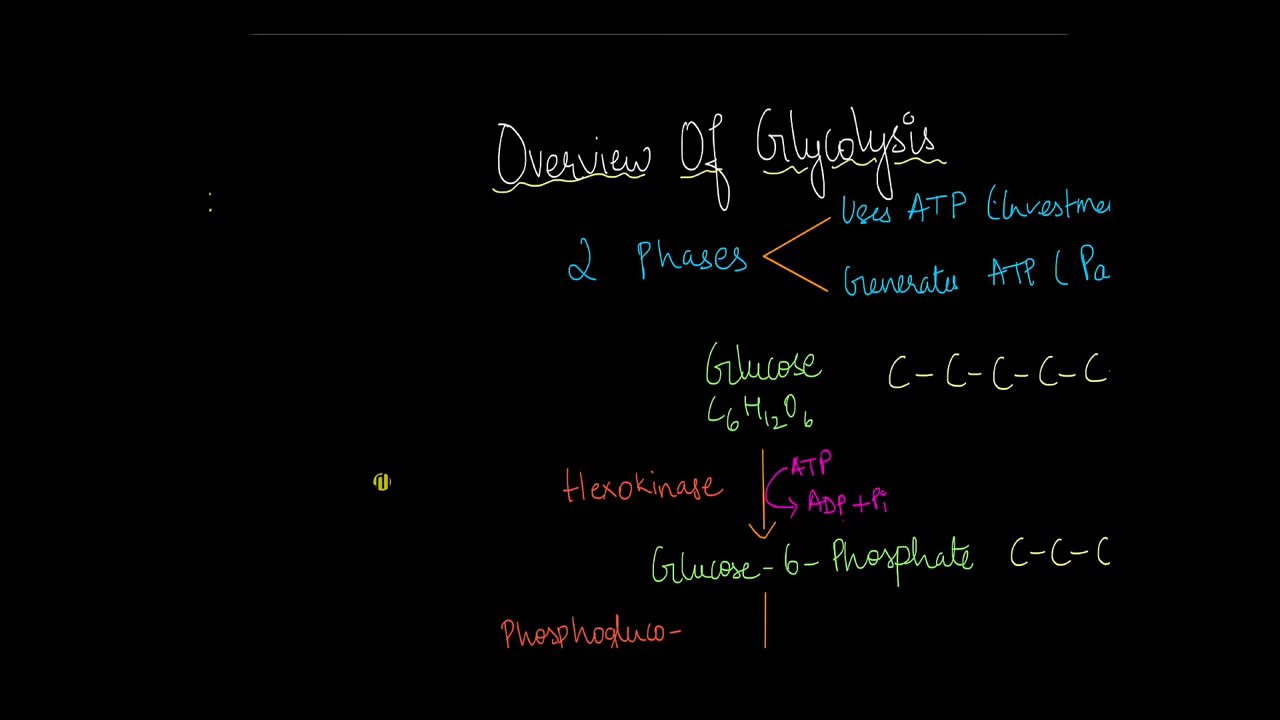 Overview Of Glycolysis
Uses ATP (Investme
2 Phases
Generates ATP ( Pa
Glucose C-C-C-C-C
C6H12O6
ATP
Hexokinase
ADP + Pi
Glucose-6-Phosphate C-C-C
Phosphogluco-